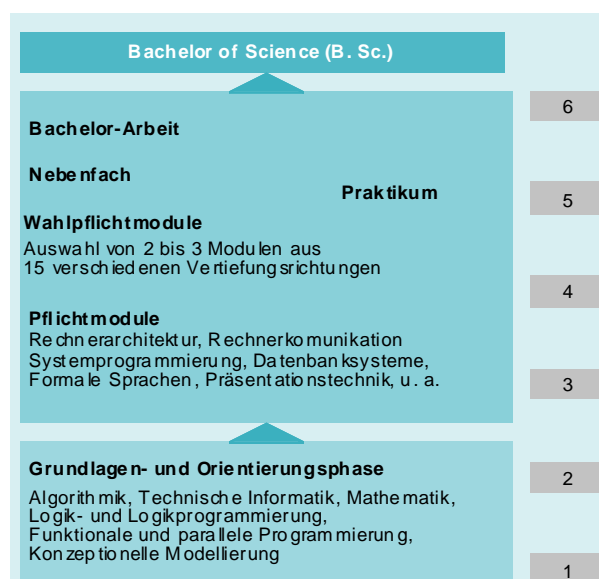 Bachelor of Science (B. Sc.)
6
Bachelor-Arbeit
Nebenfach
Praktikum
5
Wahlpflichtmodule
Auswahl von 2 bis 3 Modulen aus
15 verschiedenen Vertiefungsrichtungen
4
Pflichtmodule
Rechnerarchitektur, Rechnerkomunikation
Systemprogrammierung, Datenbanksysteme,
Formale Sprachen, Präsentationstechnik, u. a.
3
Grundlagen- und Orientierungsphase
2
Algorithmik, Technische Informatik, Mathematik,
Logik- und Logikprogrammierung,
Funktionale und parallele Programmierung,
Konzeptionelle Modellierung
1